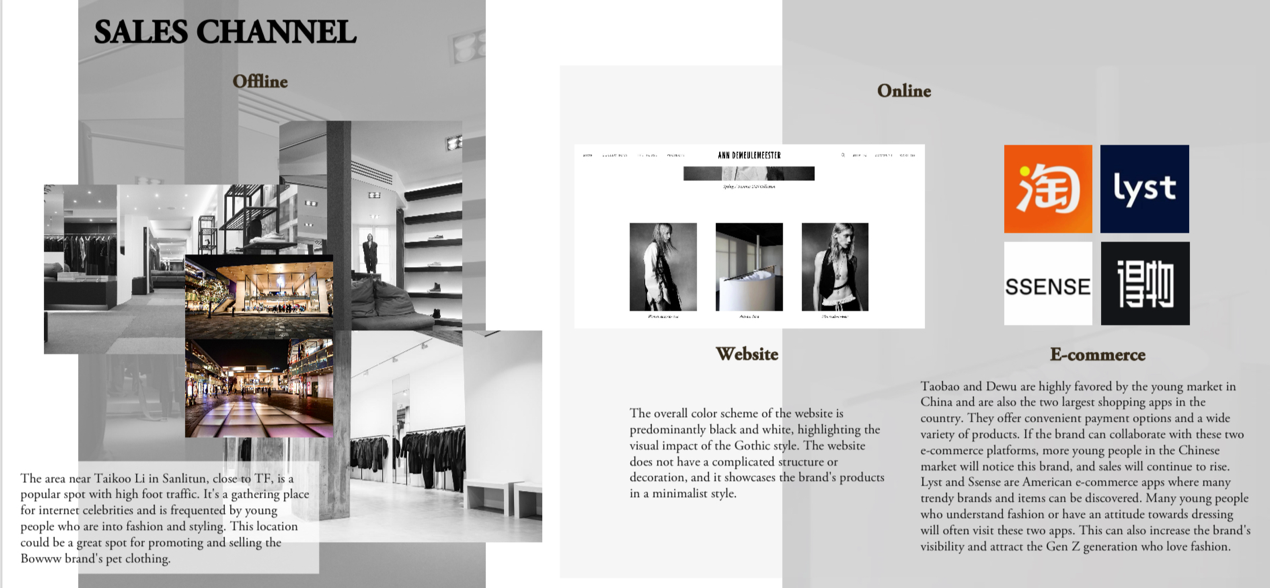 SALES CHANNEL
Offline
The area near Taikoo Li in Sanlitun, close to TF, is a
popular spot with high foot traffic. It's a gathering place
for internet celebrities and is frequented by young
people who are into fashion and styling. This location
could be a great spot for promoting and selling the
Bowww brand's pet clothing.
Online
ANN DEMEULEMEESTER
Website
The overall color scheme of the website is
predominantly black and white, highlighting the
visual impact of the Gothic style. The website
does not have a complicated structure or
decoration, and it showcases the brand's products
in a minimalist style.
淘
lyst
SSENSE
得物
E-commerce
Taobao and Dewu are highly favored by the young market in
China and are also the two largest shopping apps in the
country. They offer convenient payment options and a wide
variety of products. If the brand can collaborate with these two
e-commerce platforms, more young people in the Chinese
market will notice this brand, and sales will continue to rise.
Lyst and Ssense are American e-commerce apps where many
trendy brands and items can be discovered. Many young people
who understand fashion or have an attitude towards dressing
will often visit these two apps. This can also increase the brand's
visibility and attract the Gen Z generation who love fashion.